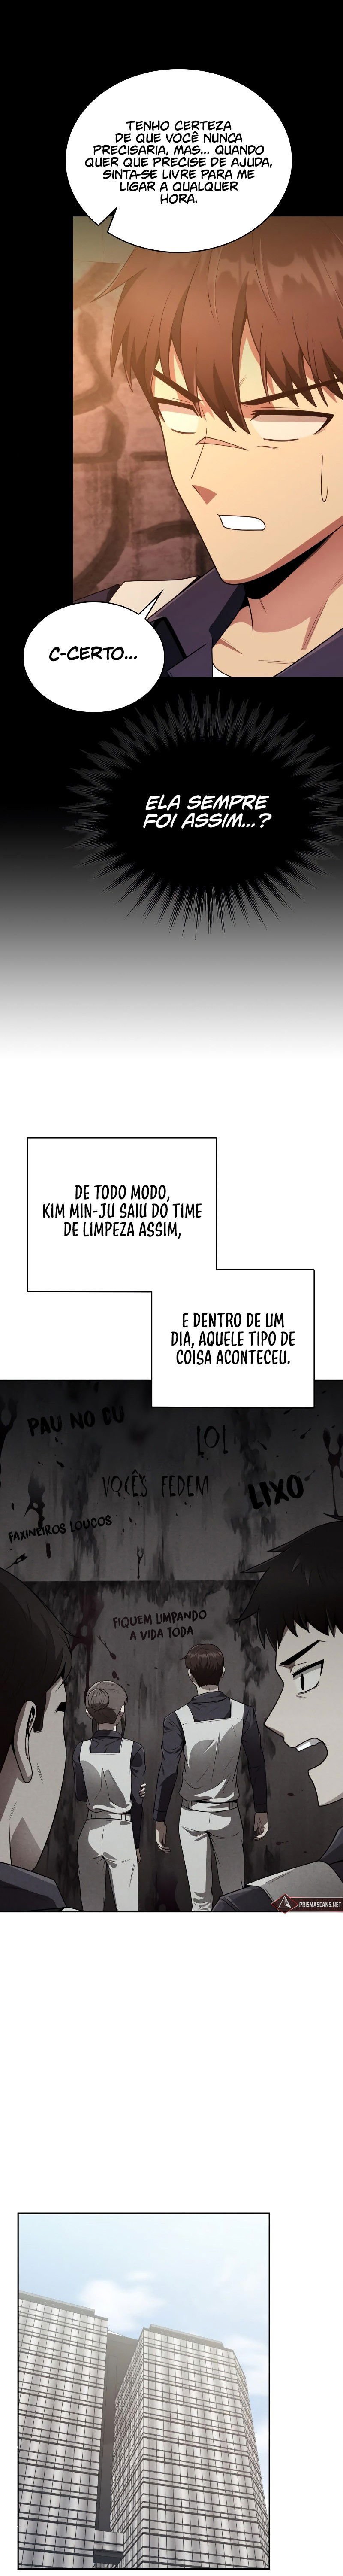 TENHO CERTEZA
DE QUE VOCÊ NUNCA
PRECISARIA, MAS... QUANDO
QUER QUE PRECISE DE AJUDA,
SINTA-SE LIVRE PARA ME
LIGAR A QUALQUER
HORA.
C-CERTO...
ELA SEMPRE
FOI ASSIM...?
DE TODO MODO,
KIM MIN-JU SAIU DO TIME
DE LIMPEZA ASSIM,
E DENTRO DE UM
DIA, AQUELE TIPO DE
COISA ACONTECEU.
PAU NO CU
LOL
VOCÊS FEDEM
LIXO
FAXINEIROS LOUCOS
FIQUEM LIMPANDO
A VIDA TODA
PRISMASCANS.NET